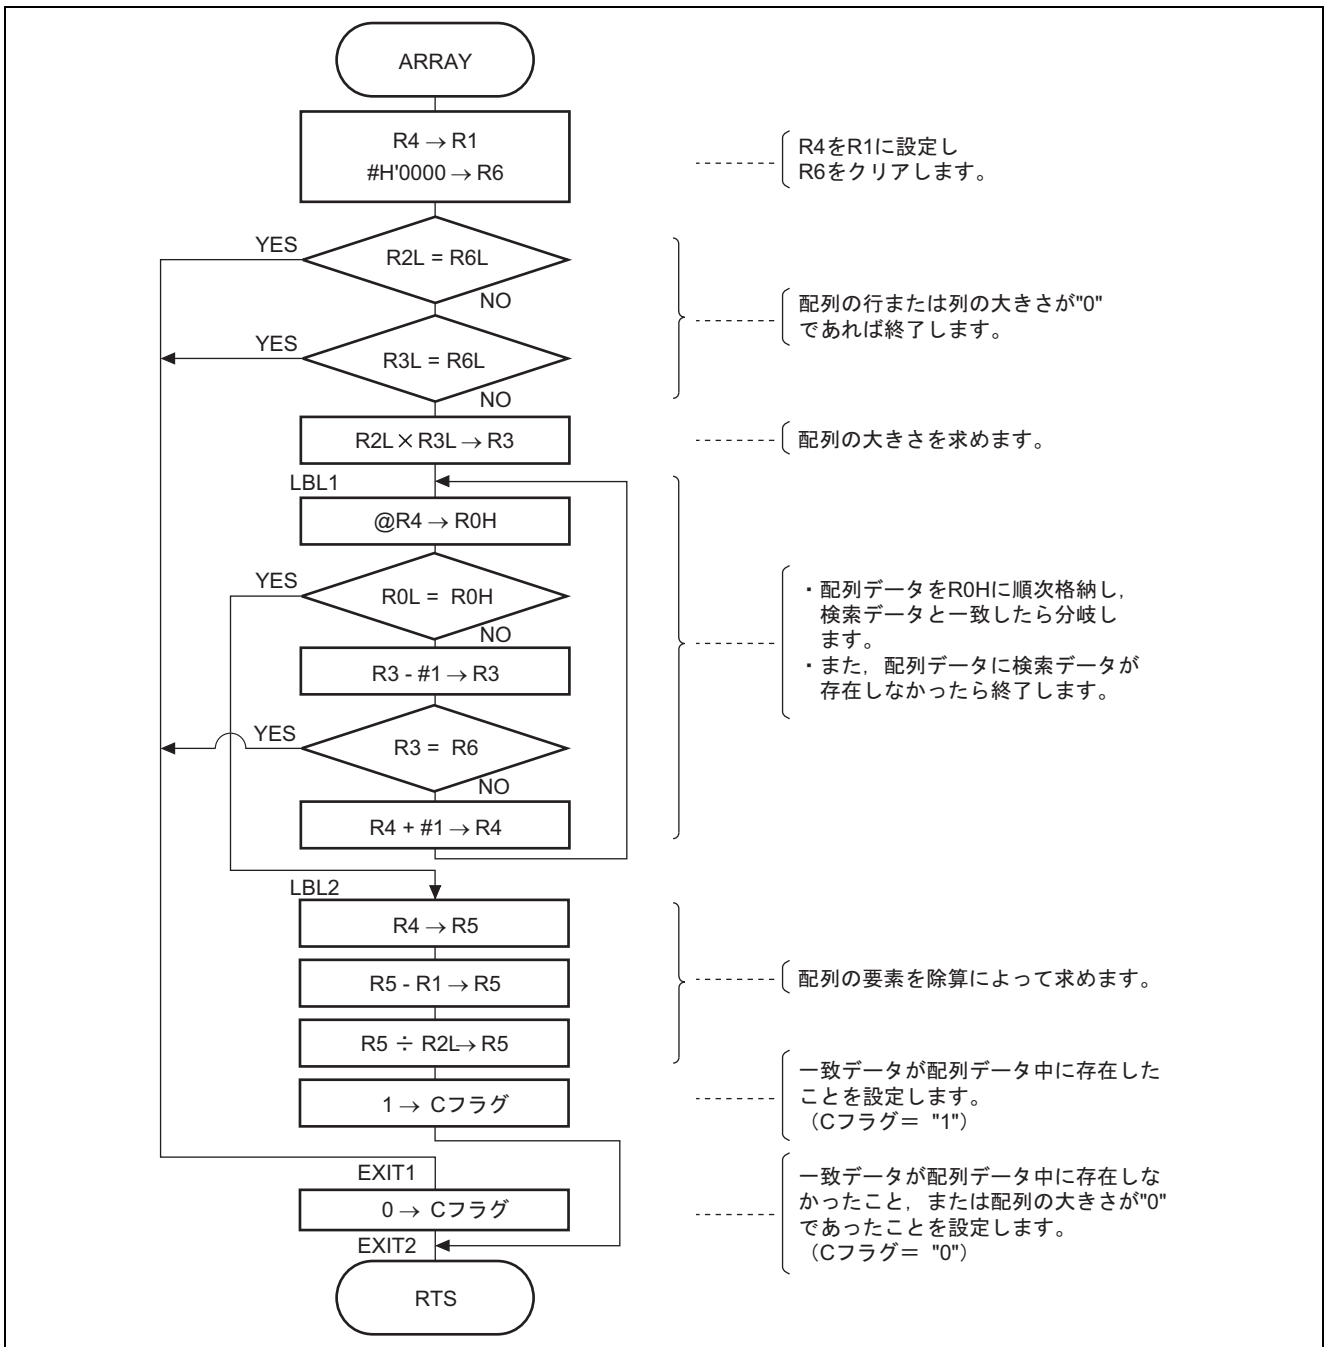 ARRAY
R4 → R1
#H'0000 → R6
R4をR1に設定し
R6をクリアします。
YES
R2L = R6L
NO
YES
R3L = R6L
NO
配列の行または列の大きさが"0"
であれば終了します。
R2L × R3L → R3
配列の大きさを求めます。
LBL1
@R4 → R0H
YES
R0L = R0H
NO
R3 - #1 → R3
YES
R3 = R6
NO
R4 + #1 → R4
・配列データをR0Hに順次格納し,
検索データと一致したら分岐し
ます。
・また, 配列データに検索データが
存在しなかったら終了します。
LBL2
R4 → R5
R5 - R1 → R5
R5 ÷ R2L → R5
配列の要素を除算によって求めます。
1 → Cフラグ
一致データが配列データ中に存在した
ことを設定します。
(Cフラグ= "1")
EXIT1
0 → Cフラグ
一致データが配列データ中に存在しな
かったこと, または配列の大きさが"0"
であったことを設定します。
(Cフラグ= "0")
EXIT2
RTS